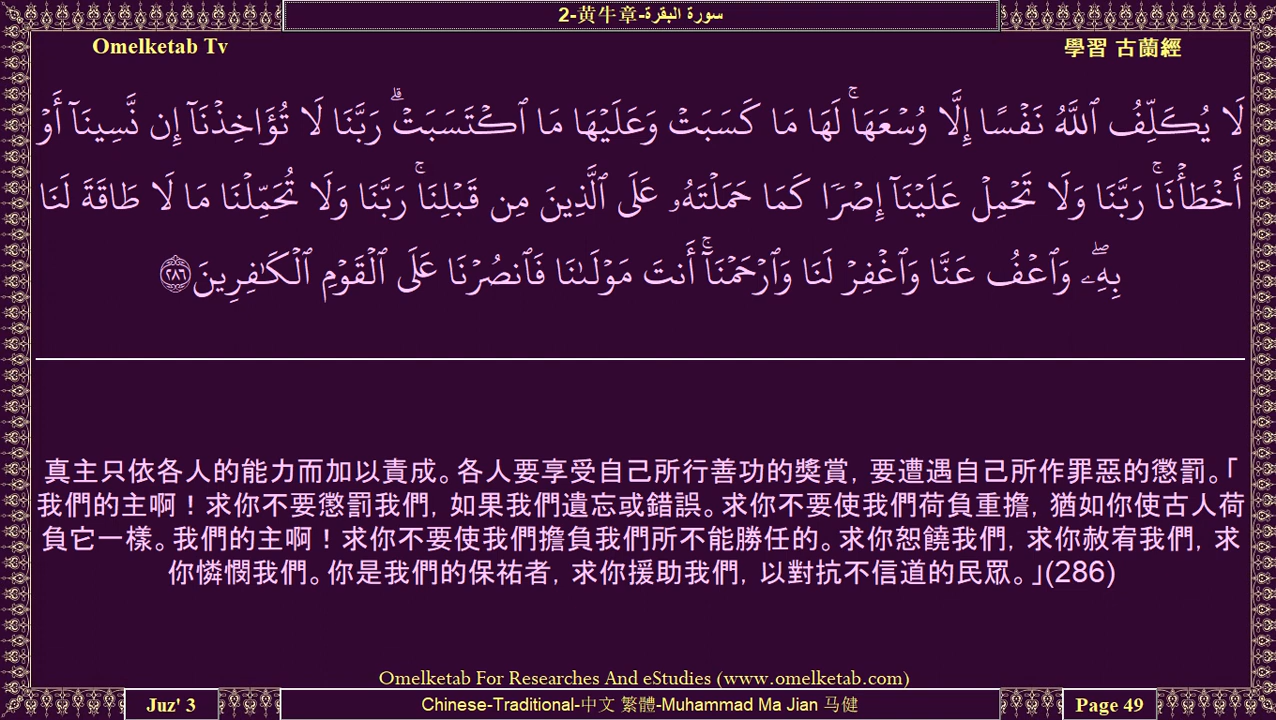 2-黃牛章-سورة البقرة
Omelketab Tv
學習 古蘭經
لَا يُكَلِّفُ ٱللَّهُ نَفْسًا إِلَّا وُسْعَهَا ۚ لَهَا مَا كَسَبَتْ وَعَلَيْهَا مَا ٱكْتَسَبَتْ ۗ رَبَّنَا لَا تُؤَاخِذْنَآ إِن نَّسِينَآ أَوْ
أَخْطَأْنَا ۚ رَبَّنَا وَلَا تَحْمِلْ عَلَيْنَآ إِصْرًا كَمَا حَمَلْتَهُۥ عَلَى ٱلَّذِينَ مِن قَبْلِنَا ۚ رَبَّنَا وَلَا تُحَمِّلْنَا مَا لَا طَاقَةَ لَنَا
بِهِۦ ۖ وَٱعْفُ عَنَّا وَٱغْفِرْ لَنَا وَٱرْحَمْنَآ ۚ أَنتَ مَوْلَىٰنَا فَٱنصُرْنَا عَلَى ٱلْقَوْمِ ٱلْكَـٰفِرِينَ ٢٨٦
真主只依各人的能力而加以責成。各人要享受自己所行善功的獎賞，要遭遇自己所作罪惡的懲罰。「
我們的主啊！求你不要懲罰我們，如果我們遺忘或錯誤。求你不要使我們荷負重擔，猶如你使古人荷
負它一樣。我們的主啊！求你不要使我們擔負我們所不能勝任的。求你恕饒我們，求你赦宥我們，求
你憐憫我們。你是我們的保祐者，求你援助我們，以對抗不信道的民眾。」(286)
Omelketab For Researches And eStudies (www.omelketab.com)
Juz' 3
Chinese-Traditional-中文 繁體-Muhammad Ma Jian 马健
Page 49